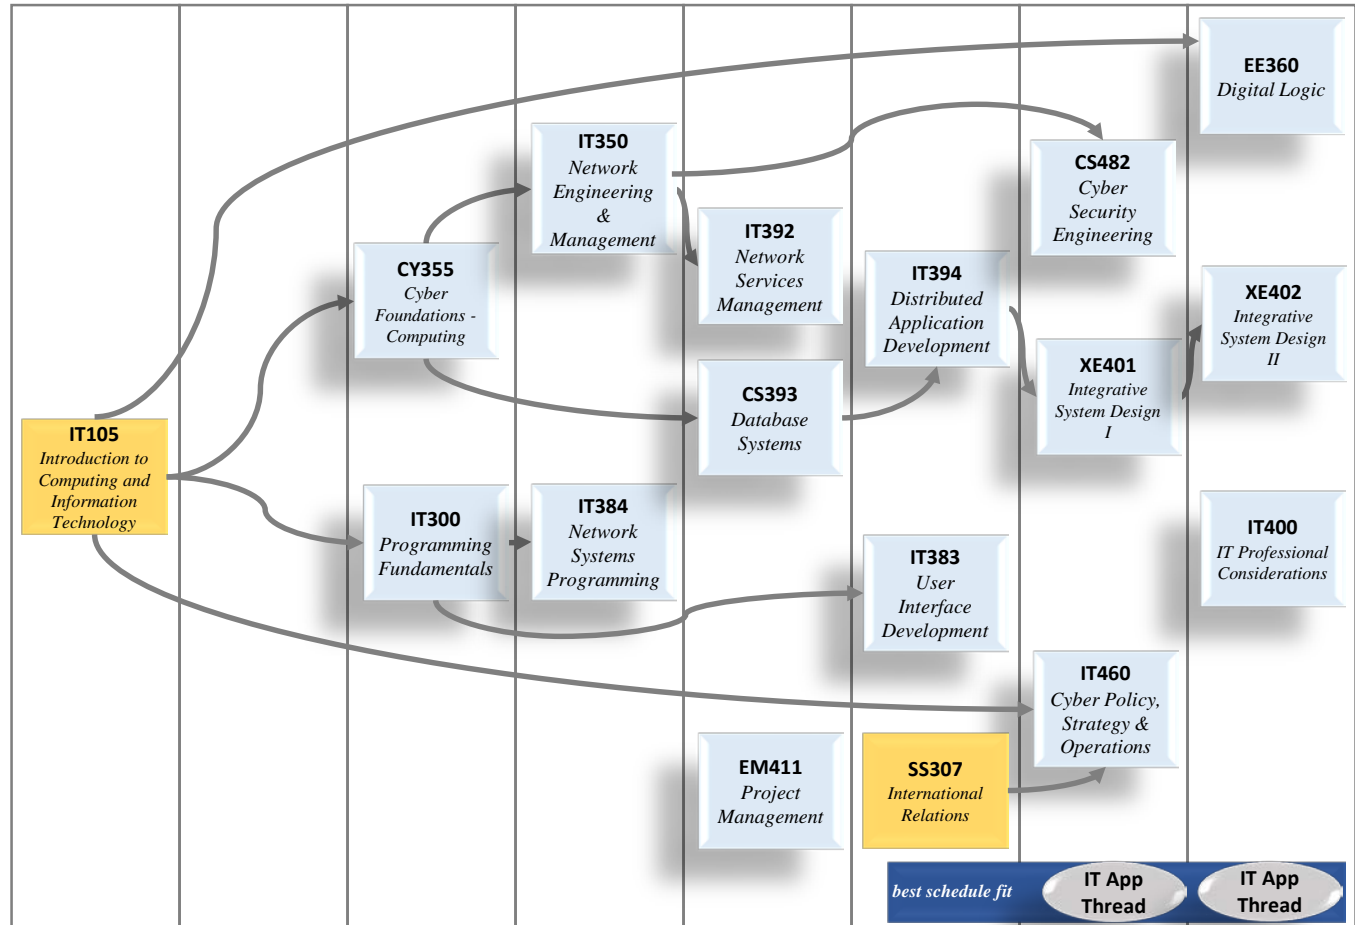 EE360
Digital Logic
IT350
Network
Engineering
&
Management
CS482
Cyber
Security
Engineering
IT392
Network
Services
Management
CY355
Cyber
Foundations -
Computing
IT394
Distributed
Application
Development
XE402
Integrative
System Design
II
XE401
Integrative
System Design
I
CS393
Database
Systems
IT105
Introduction to
Computing and
Information
Technology
IT300
Programming
Fundamentals
IT384
Network
Systems
Programming
IT383
User
Interface
Development
IT400
IT Professional
Considerations
IT460
Cyber Policy,
Strategy &
Operations
EM411
Project
Management
SS307
International
Relations
best schedule fit
IT App
Thread
IT App
Thread